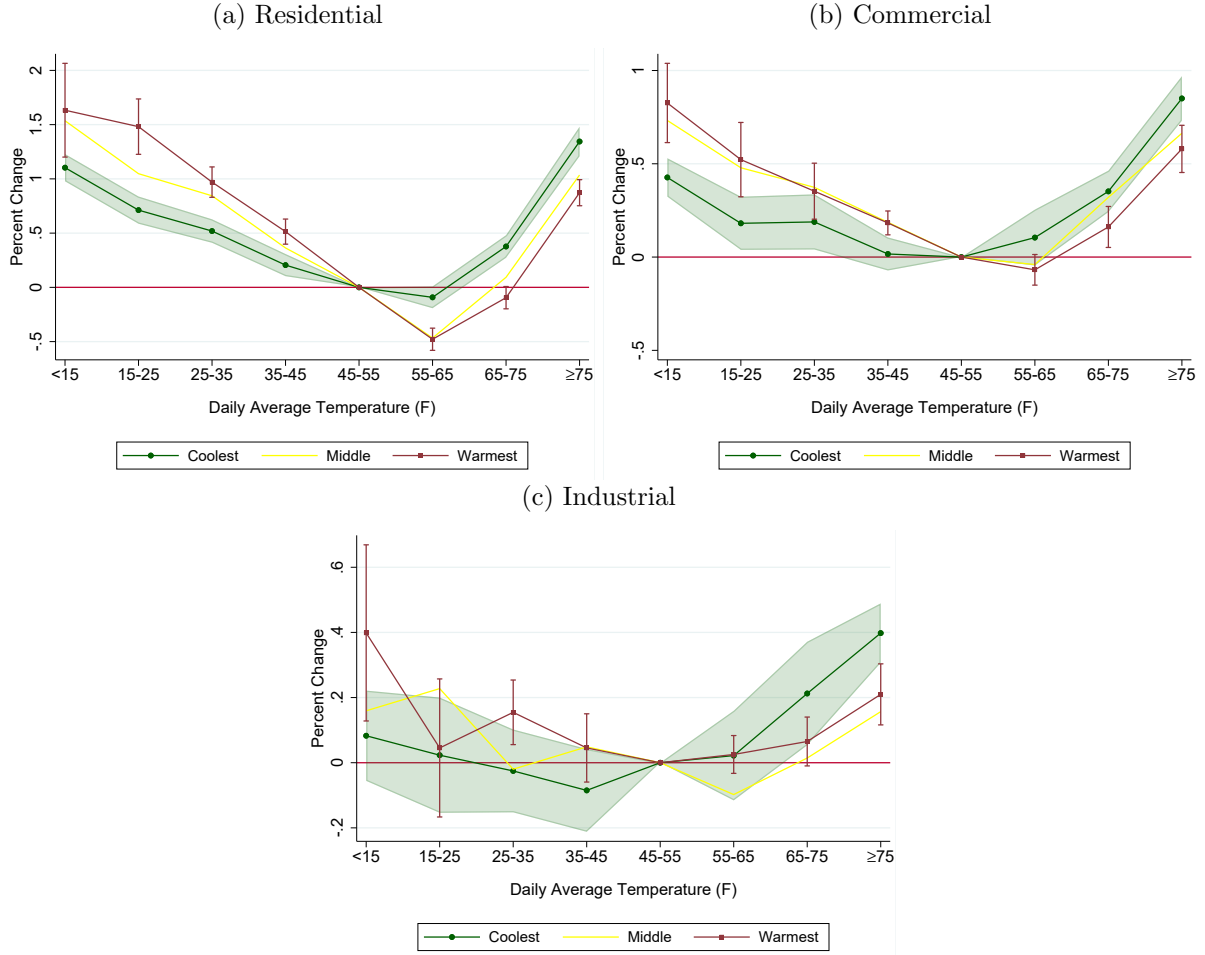 (a) Residential
Percent Change
2
1.5
1
.5
0
-.5
<15 15-25 25-35 35-45 45-55 55-65 65-75 ≥75
Daily Average Temperature (F)
Coolest Middle Warmest
(b) Commercial
Percent Change
1
.5
0
-.5
<15 15-25 25-35 35-45 45-55 55-65 65-75 ≥75
Daily Average Temperature (F)
Coolest Middle Warmest
(c) Industrial
Percent Change
.6
.4
.2
0
-.2
<15 15-25 25-35 35-45 45-55 55-65 65-75 ≥75
Daily Average Temperature (F)
Coolest Middle Warmest